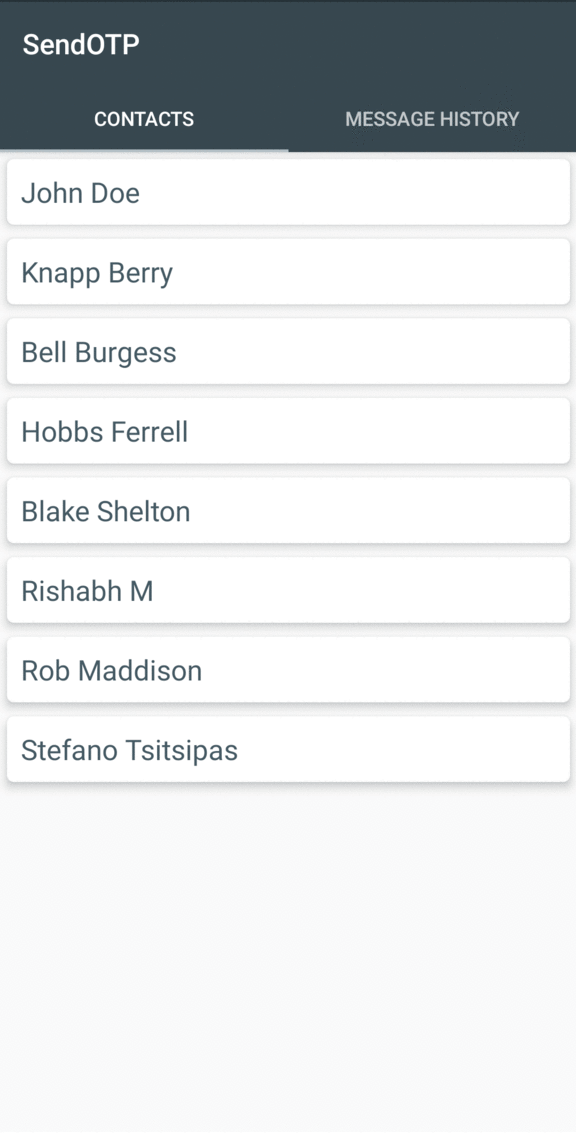 SendOTP
CONTACTS
MESSAGE HISTORY
John Doe
Knapp Berry
Bell Burgess
Hobbs Ferrell
Blake Shelton
Rishabh M
Rob Maddison
Stefano Tsitsipas